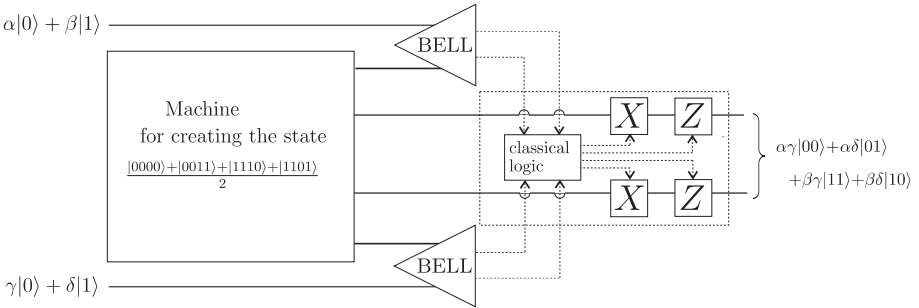 α|0⟩ + β|1⟩
BELL
Machine
for creating the state
|0000⟩+|0011⟩+|1110⟩+|1101⟩
2
classical
logic
X
Z
X
Z
αγ|00⟩+αδ|01⟩
+βγ|11⟩+βδ|10⟩
BELL
γ|0⟩ + δ|1⟩